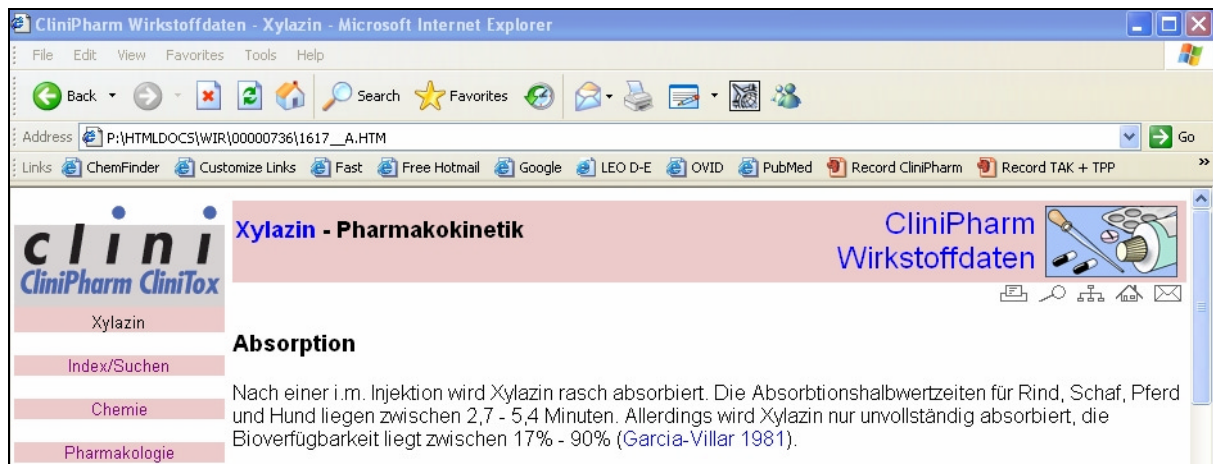 CliniPharm Wirkstoffdaten - Xylazin - Microsoft Internet Explorer
File Edit View Favorites Tools Help
Back Search Favorites
Address P:\HTMLDOCS\WIR\00000736\1617__A.HTM Go
Links ChemFinder Customize Links Fast Free Hotmail Google LEO D-E OVID PubMed Record CliniPharm Record TAK + TPP »
clini
CliniPharm CliniTox
Xylazin - Pharmakokinetik
CliniPharm
Wirkstoffdaten
Xylazin
Index/Suchen
Chemie
Pharmakologie
Absorption
Nach einer i.m. Injektion wird Xylazin rasch absorbiert. Die Absorbtionshalbwertzeiten für Rind, Schaf, Pferd
und Hund liegen zwischen 2,7 - 5,4 Minuten. Allerdings wird Xylazin nur unvollständig absorbiert, die
Bioverfügbarkeit liegt zwischen 17% - 90% (Garcia-Villar 1981).